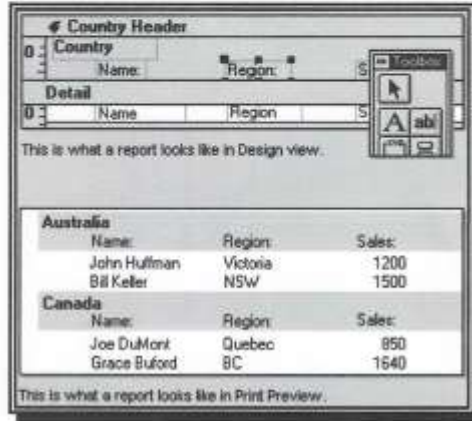 Country Header
0 Country
Name: Region: S
Toolbox
Detail
0 Name Region S
A ab
This is what a report looks like in Design view.
Australia
Name: Region: Sales:
John Huffman Victoria 1200
Bill Keller NSW 1500
Canada
Name: Region: Sales:
Joe DuMont Quebec 850
Grace Buford BC 1640
This is what a report looks like in Print Preview.